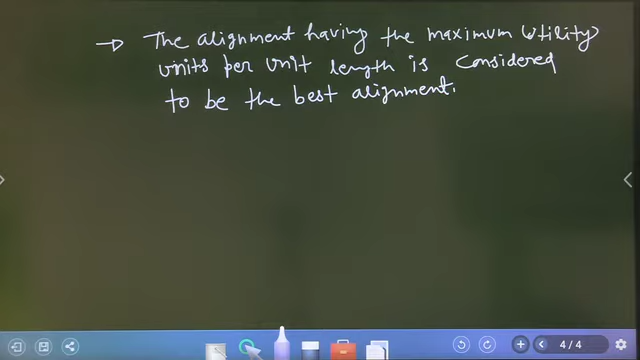 → The alignment having the maximum utility
units per unit length is considered
to be the best alignment.
4/4